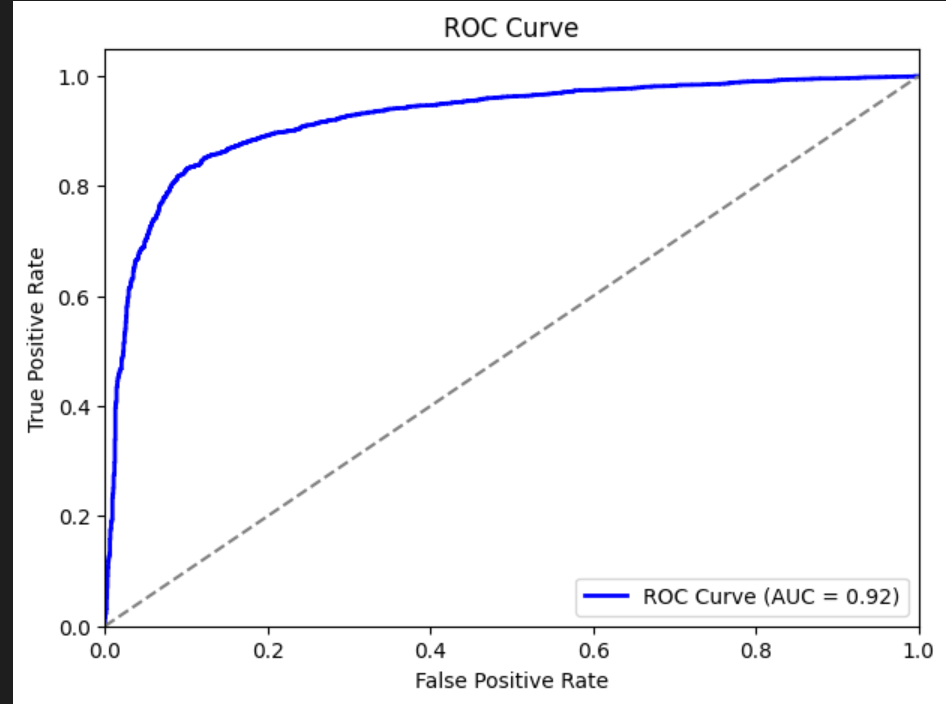 ROC Curve
1.0
0.8
0.6
0.4
0.2
0.0
True Positive Rate
ROC Curve (AUC = 0.92)
0.0 0.2 0.4 0.6 0.8 1.0
False Positive Rate